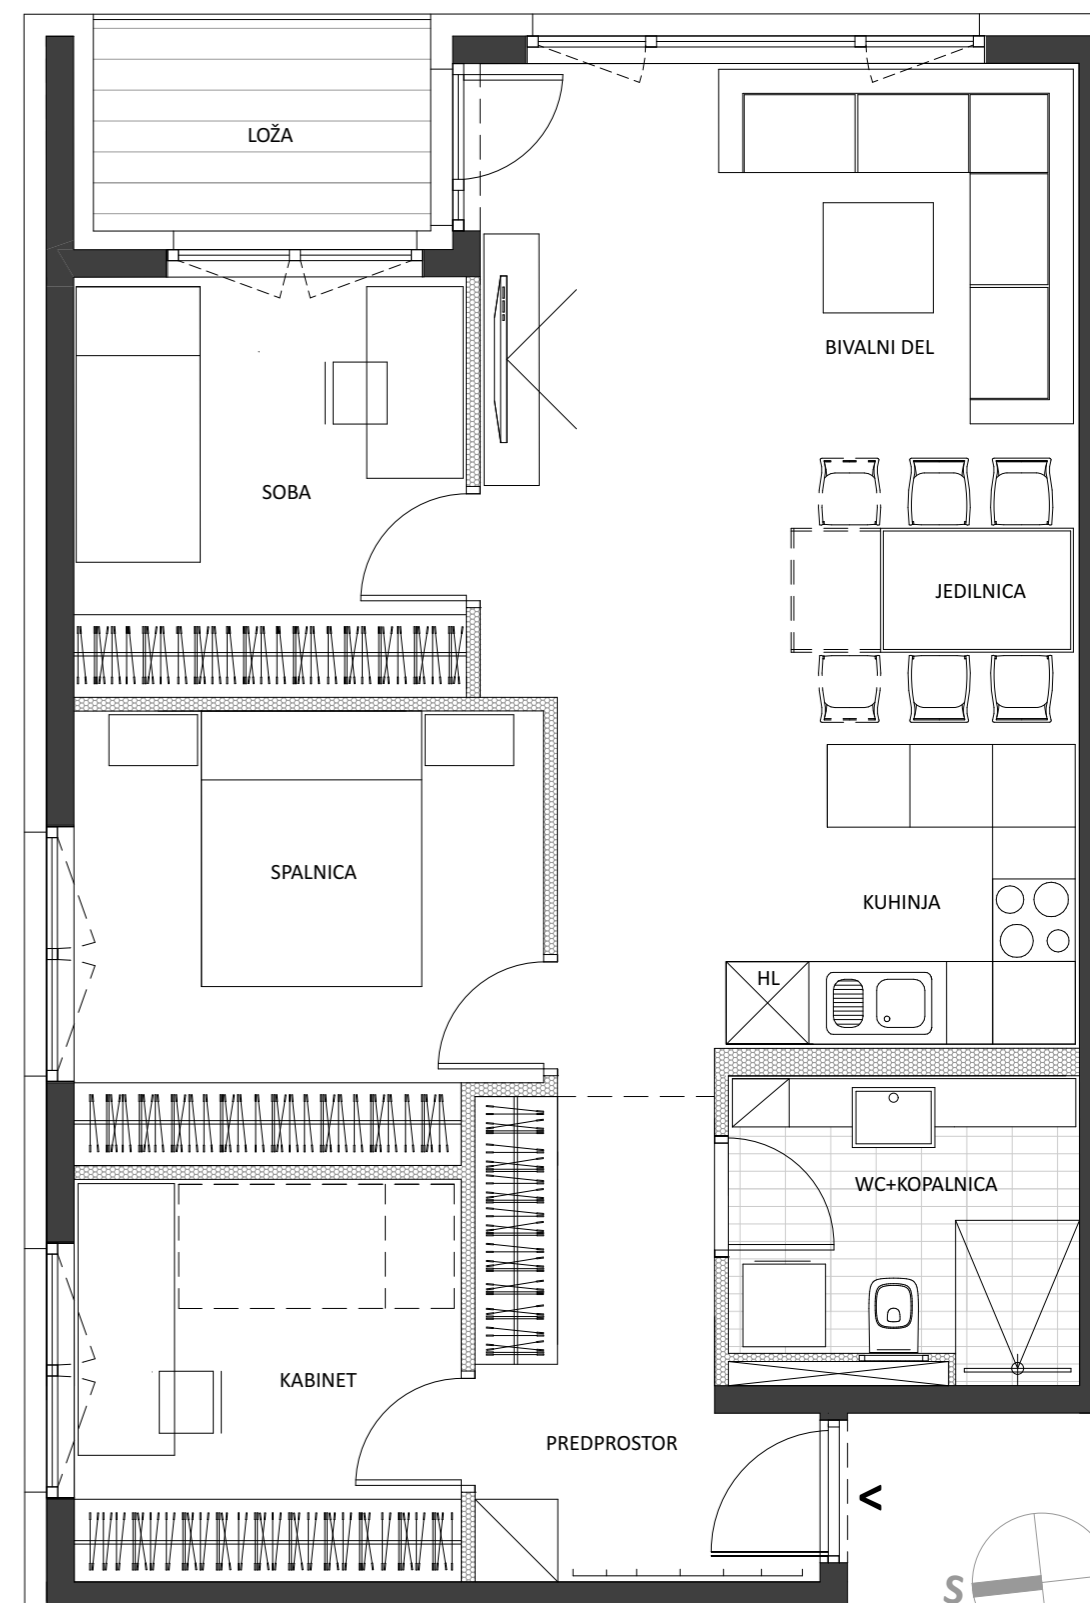 LOŽA
BIVALNI DEL
SOBA
JEDILNICA
SPALNICA
KUHINJA
HL
WC+KOPALNICA
KABINET
PREDPROSTOR
<
S